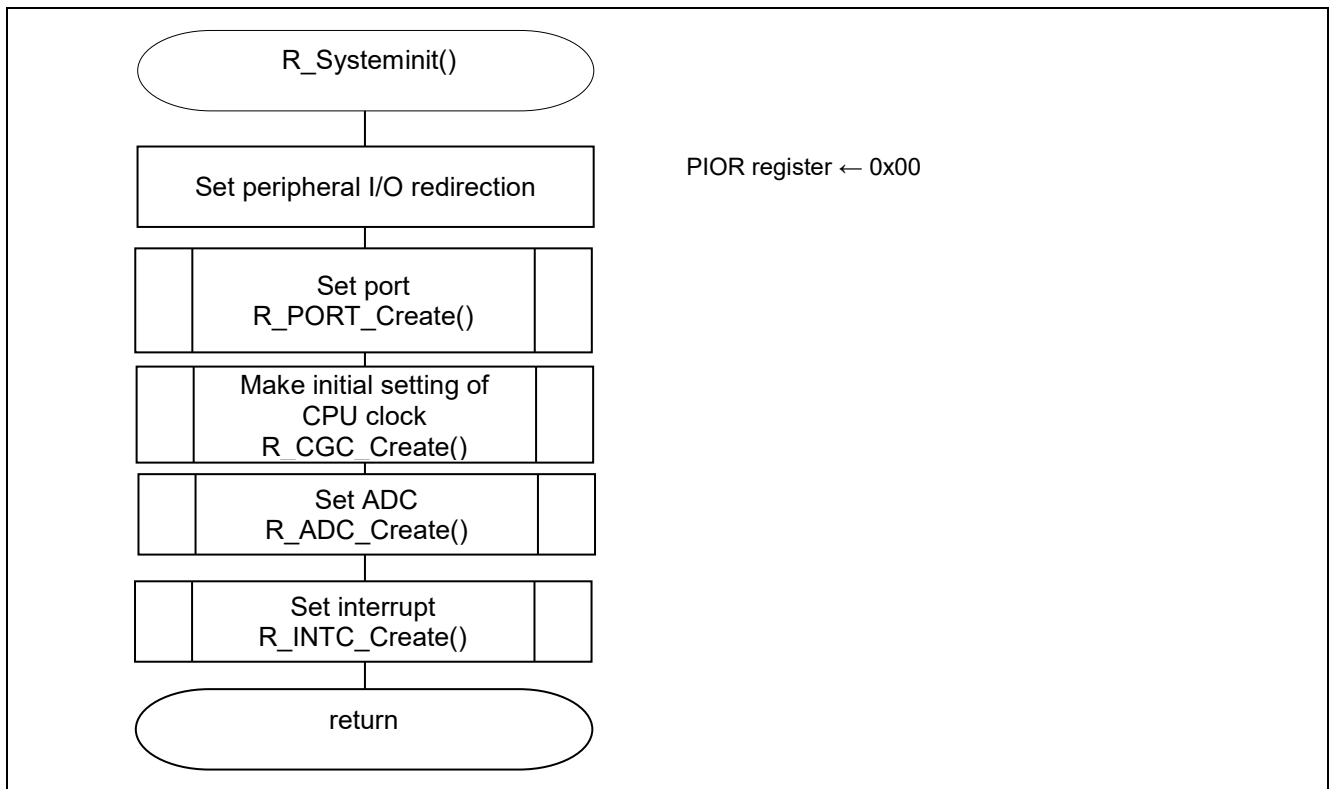 R_Systeminit()
Set peripheral I/O redirection
PIOR register ← 0x00
Set port
R_PORT_Create()
Make initial setting of
CPU clock
R_CGC_Create()
Set ADC
R_ADC_Create()
Set interrupt
R_INTC_Create()
return